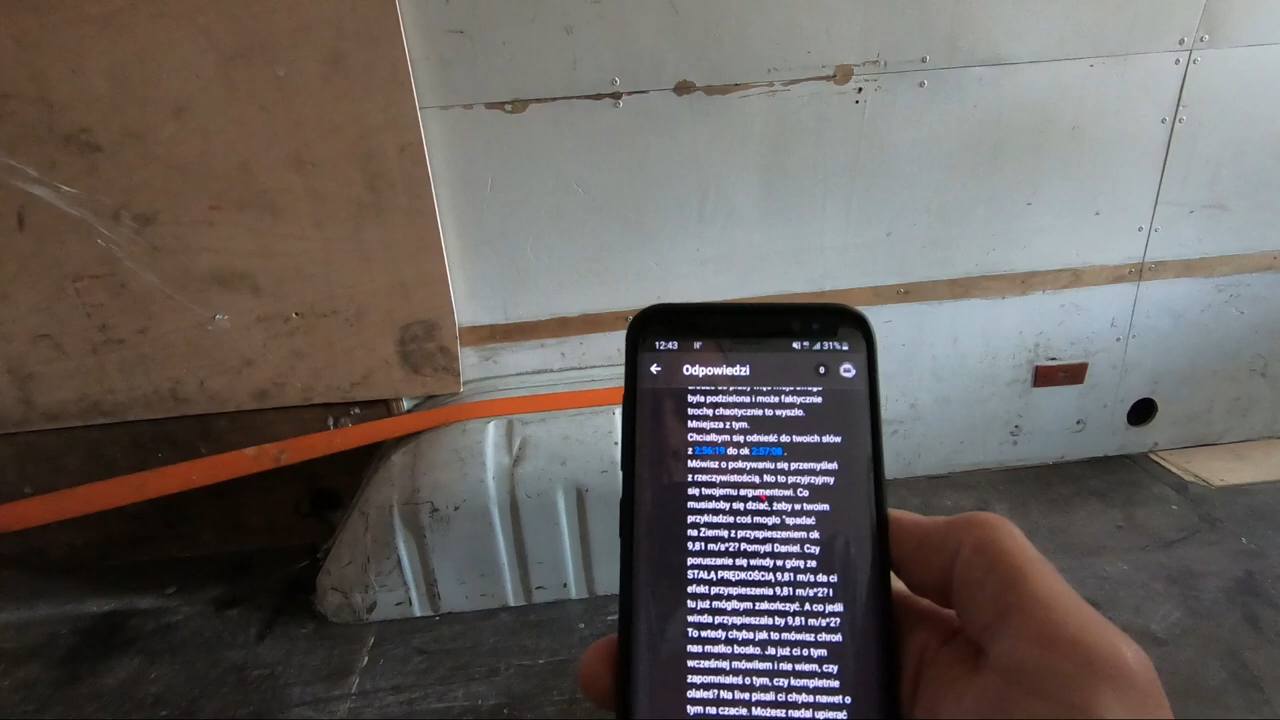 12:43 H+ 31%
Odpowiedzi 0
była podzielona i może faktycznie
trochę chaotycznie to wyszło.
Mniejsza z tym.
Chciałbym się odnieść do twoich słów
z 2:56:19 do ok 2:57:08 .
Mówisz o pokrywaniu się przemyśleń
z rzeczywistością. No to przyjrzyjmy
się twojemu argumentowi. Co
musiałoby się dziać, żeby w twoim
przykładzie coś mogło "spadać
na Ziemię z przyspieszeniem ok
9,81 m/s^2? Pomyśl Daniel. Czy
poruszanie się windy w górę ze
STAŁĄ PRĘDKOŚCIĄ 9,81 m/s da ci
efekt przyspieszenia 9,81 m/s^2? I
tu już mógłbym zakończyć. A co jeśli
winda przyspieszała by 9,81 m/s^2?
To wtedy chyba jak to mówisz chroń
nas matko bosko. Ja już ci o tym
wcześniej mówiłem i nie wiem, czy
zapomniałeś o tym, czy kompletnie
olałeś? Na live pisali ci chyba nawet o
tym na czacie. Możesz nadal upierać